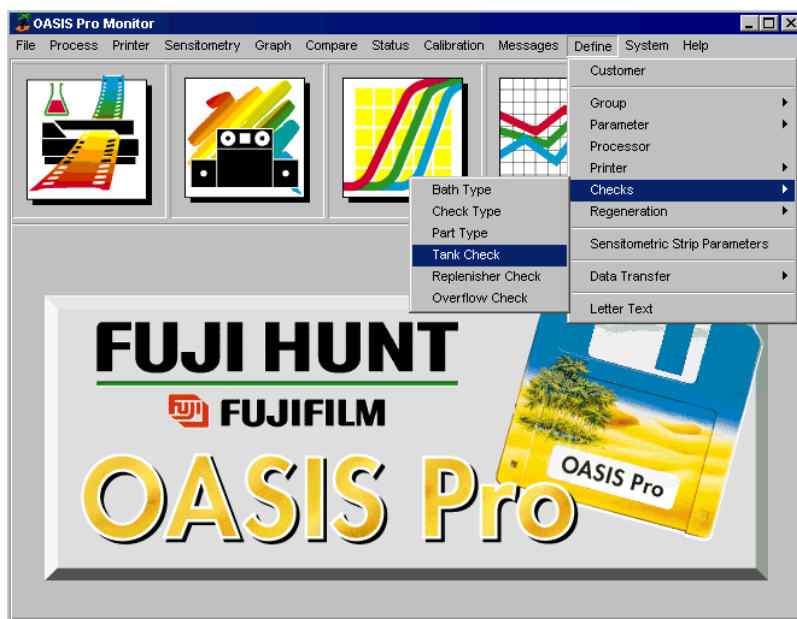 OASIS Pro Monitor
File Process Printer Sensitometry Graph Compare Status Calibration Messages Define System Help
Customer
Group
Parameter
Processor
Printer
Checks
Regeneration
Sensitometric Strip Parameters
Data Transfer
Letter Text
Bath Type
Check Type
Part Type
Tank Check
Replenisher Check
Overflow Check
FUJI HUNT
FUJI FUJIFILM
OASIS Pro
OASIS Pro